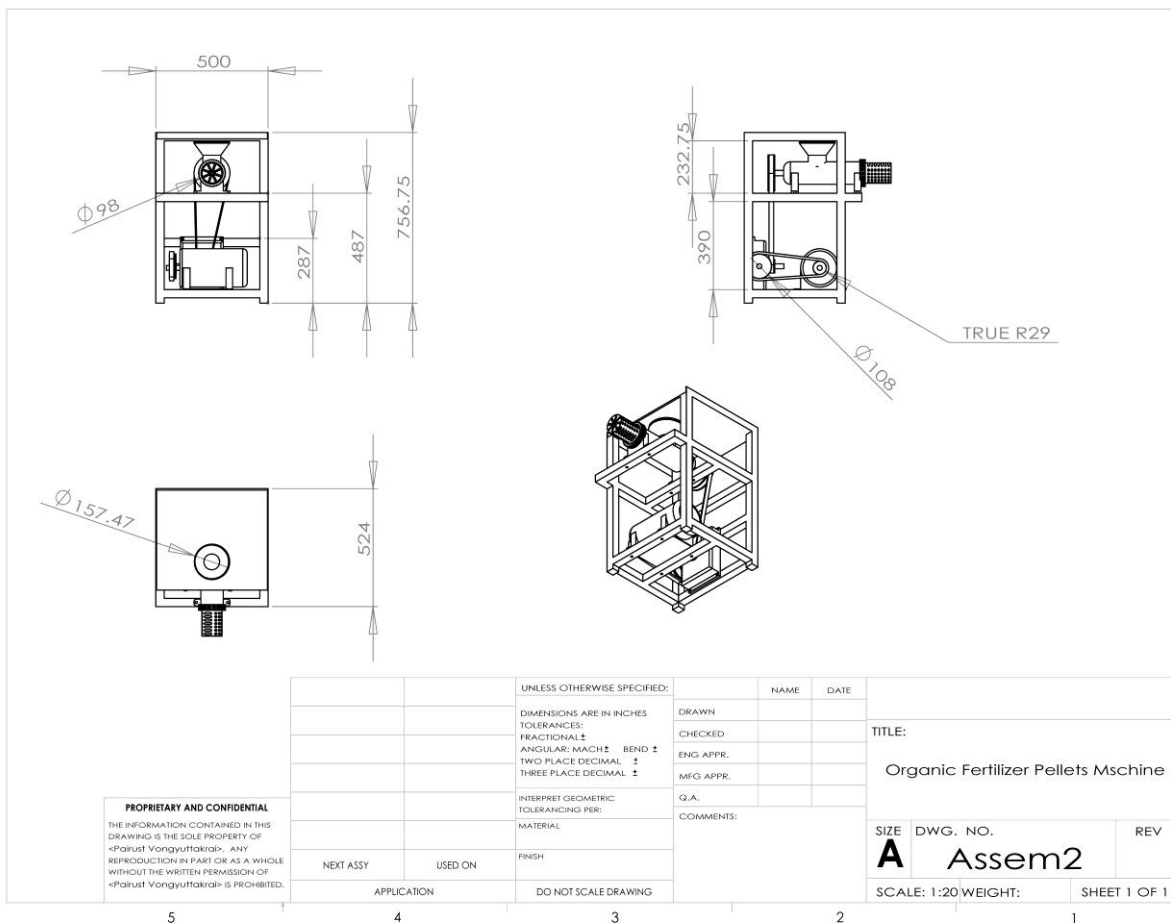 500
Φ98
287
487
756.75
232.75
390
TRUE R29
Φ108
Φ157.47
524
UNLESS OTHERWISE SPECIFIED:
DIMENSIONS ARE IN INCHES
TOLERANCES:
FRACTIONAL±
ANGULAR: MACH± BEND ±
TWO PLACE DECIMAL ±
THREE PLACE DECIMAL ±
INTERPRET GEOMETRIC
TOLERANCING PER:
MATERIAL
FINISH
DO NOT SCALE DRAWING
NAME DATE
DRAWN
CHECKED
ENG APPR.
MFG APPR.
Q.A.
COMMENTS:
TITLE:
Organic Fertilizer Pellets Mschine
SIZE DWG. NO. REV
A Assem2
SCALE: 1:20 WEIGHT: SHEET 1 OF 1
PROPRIETARY AND CONFIDENTIAL
THE INFORMATION CONTAINED IN THIS
DRAWING IS THE SOLE PROPERTY OF
<Pairust Vongyuttakrai>. ANY
REPRODUCTION IN PART OR AS A WHOLE
WITHOUT THE WRITTEN PERMISSION OF
<Pairust Vongyuttakrai> IS PROHIBITED.
NEXT ASSY USED ON
APPLICATION
5 4 3 2 1